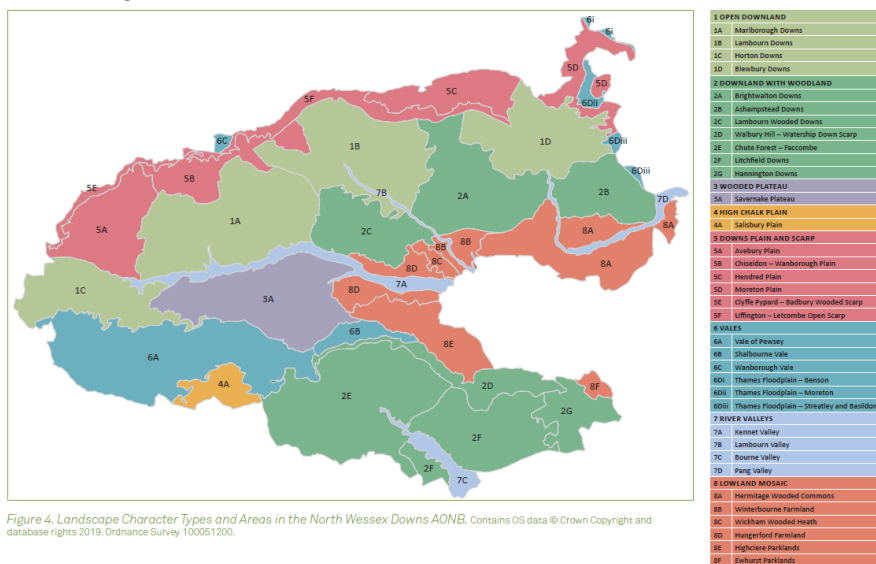 6i
6i
5D
5D
6Dii
5C
5F
6C
1B
1D
6Diii
6Diii
5E
5B
7B
2A
2B
7D
5A
1A
2C
8B
8B
8A
8A
8D
8C
8A
1C
3A
8D
7A
6B
8E
6A
4A
2E
2D
8F
2G
2F
2F
7C
1 OPEN DOWNLAND
1A Marlborough Downs
1B Lambourn Downs
1C Horton Downs
1D Blewbury Downs
2 DOWNLAND WITH WOODLAND
2A Brightwalton Downs
2B Ashampstead Downs
2C Lambourn Wooded Downs
2D Walbury Hill – Watership Down Scarp
2E Chute Forest – Faccombe
2F Litchfield Downs
2G Hannington Downs
3 WOODED PLATEAU
3A Savernake Plateau
4 HIGH CHALK PLAIN
4A Salisbury Plain
5 DOWNS PLAIN AND SCARP
5A Avebury Plain
5B Chiseldon – Wanborough Plain
5C Hendred Plain
5D Moreton Plain
5E Clyffe Pypard – Badbury Wooded Scarp
5F Uffington – Letcombe Open Scarp
6 VALES
6A Vale of Pewsey
6B Shalbourne Vale
6C Wanborough Vale
6Di Thames Floodplain – Benson
6Dii Thames Floodplain – Moreton
6Diii Thames Floodplain – Streatley and Basildon
7 RIVER VALLEYS
7A Kennet Valley
7B Lambourn Valley
7C Bourne Valley
7D Pang Valley
8 LOWLAND MOSAIC
8A Hermitage Wooded Commons
8B Winterbourne Farmland
8C Wickham Wooded Heath
8D Hungerford Farmland
8E Highclere Parklands
8F Ewhurst Parklands
Figure 4. Landscape Character Types and Areas in the North Wessex Downs AONB. Contains OS data © Crown Copyright and
database rights 2019. Ordnance Survey 100051200.